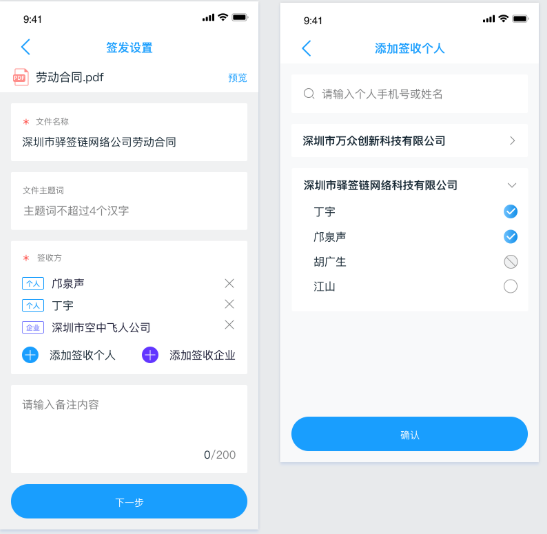 9:41
签发设置
劳动合同.pdf
预览
* 文件名称
深圳市驿签链网络公司劳动合同
文件主题词
主题词不超过4个汉字
* 签收方
个人 邝泉声
个人 丁宇
企业 深圳市空中飞人公司
添加签收个人 添加签收企业
请输入备注内容
0/200
下一步
9:41
添加签收个人
请输入个人手机号或姓名
深圳市万众创新科技有限公司
深圳市驿签链网络科技有限公司
丁宇
邝泉声
胡广生
江山
确认